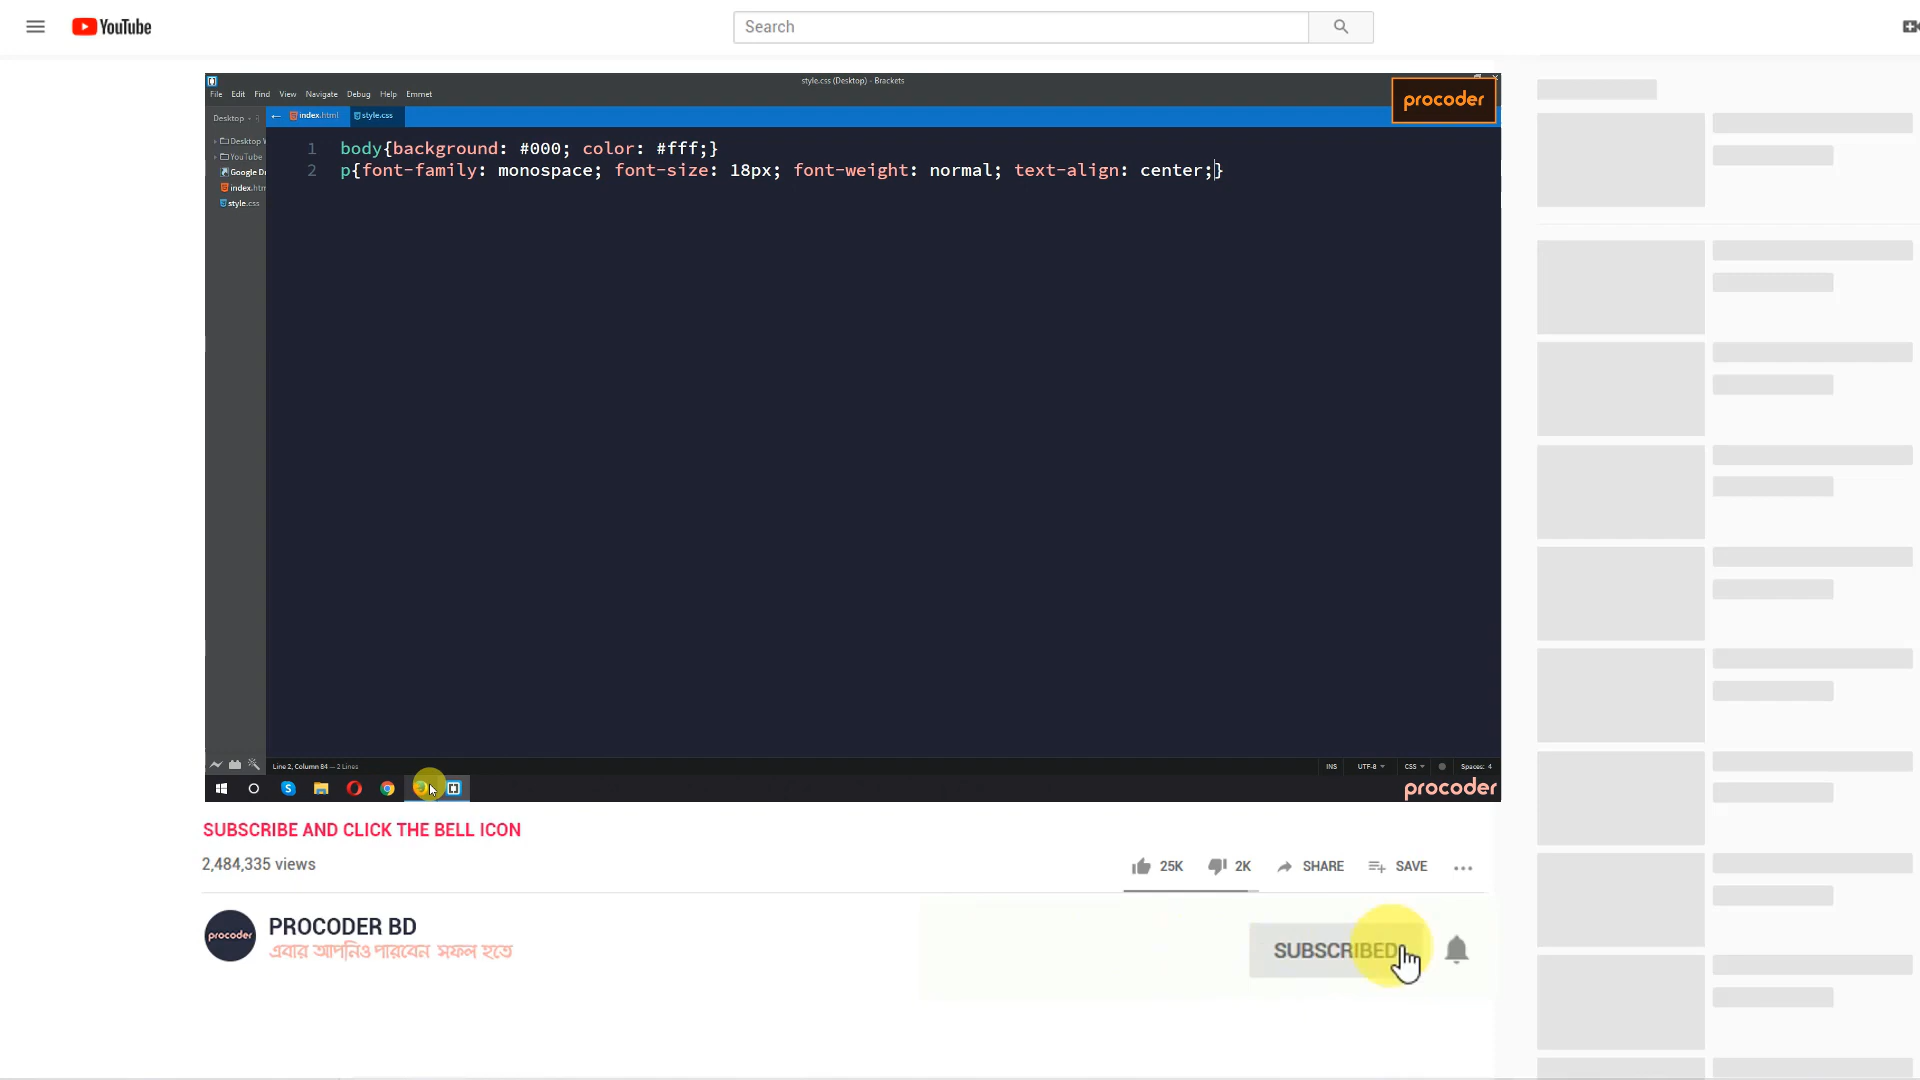 YouTube
Search
style.css (Desktop) - Brackets
File Edit Find View Navigate Debug Help Emmet
procoder
Desktop
index.html
style.css
Desktop
YouTube
Google
index.htm
style.css
1 body{background: #000; color: #fff;}
2 p{font-family: monospace; font-size: 18px; font-weight: normal; text-align: center;}
Line 2, Column 84 — 2 Lines
INS UTF-8 CSS Spaces: 4
procoder
SUBSCRIBE AND CLICK THE BELL ICON
2,484,335 views
25K 2K SHARE SAVE
procoder
PROCODER BD
এবার আপনিও পারবেন সফল হতে
SUBSCRIBED